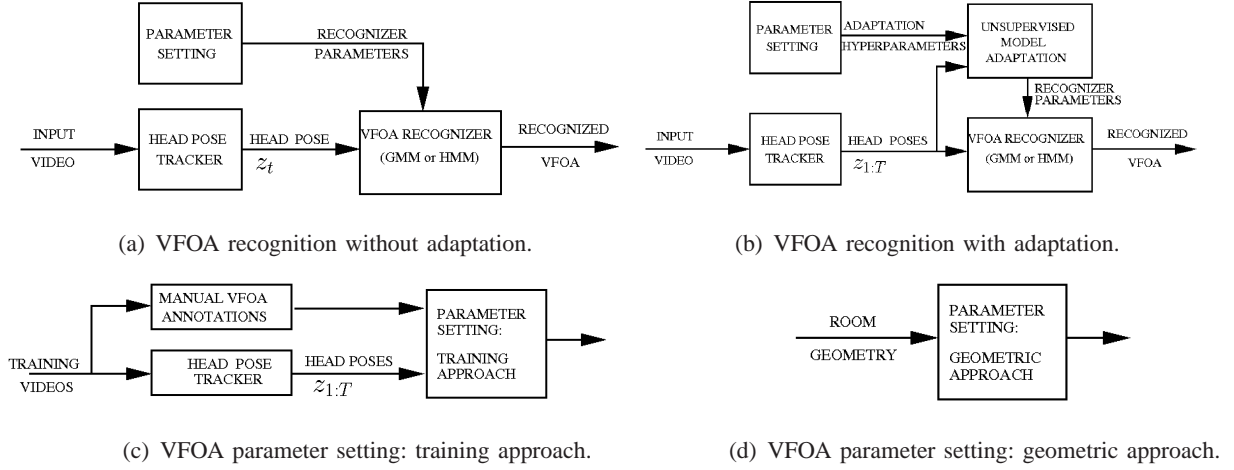 PARAMETER
SETTING
RECOGNIZER
PARAMETERS
INPUT
VIDEO
HEAD POSE
TRACKER
HEAD POSE
z_t
VFOA RECOGNIZER
(GMM or HMM)
RECOGNIZED
VFOA
(a) VFOA recognition without adaptation.
PARAMETER
SETTING
ADAPTATION
HYPERPARAMETERS
UNSUPERVISED
MODEL
ADAPTATION
RECOGNIZER
PARAMETERS
INPUT
VIDEO
HEAD POSE
TRACKER
HEAD POSES
z_{1:T}
VFOA RECOGNIZER
(GMM or HMM)
RECOGNIZED
VFOA
(b) VFOA recognition with adaptation.
TRAINING
VIDEOS
MANUAL VFOA
ANNOTATIONS
HEAD POSE
TRACKER
HEAD POSES
z_{1:T}
PARAMETER
SETTING:
TRAINING
APPROACH
(c) VFOA parameter setting: training approach.
ROOM
GEOMETRY
PARAMETER
SETTING:
GEOMETRIC
APPROACH
(d) VFOA parameter setting: geometric approach.